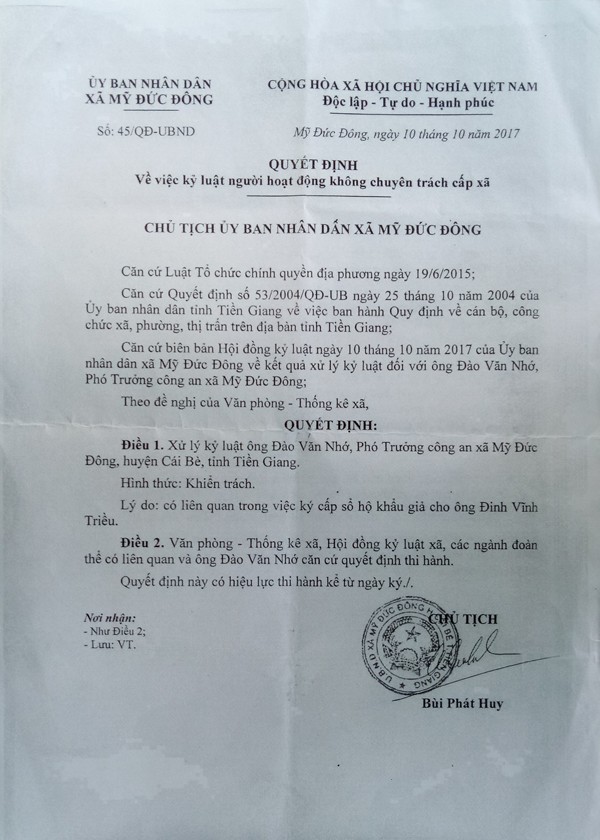 ỦY BAN NHÂN DÂN
XÃ MỸ ĐỨC ĐÔNG
Số: 45/QĐ-UBND
CỘNG HÒA XÃ HỘI CHỦ NGHĨA VIỆT NAM
Độc lập - Tự do - Hạnh phúc
Mỹ Đức Đông, ngày 10 tháng 10 năm 2017
QUYẾT ĐỊNH
Về việc kỷ luật người hoạt động không chuyên trách cấp xã
CHỦ TỊCH ỦY BAN NHÂN DÂN XÃ MỸ ĐỨC ĐÔNG
Căn cứ Luật Tổ chức chính quyền địa phương ngày 19/6/2015;
Căn cứ Quyết định số 53/2004/QĐ-UB ngày 25 tháng 10 năm 2004 của
Ủy ban nhân dân tỉnh Tiền Giang về việc ban hành Quy định về cán bộ, công
chức xã, phường, thị trấn trên địa bàn tỉnh Tiền Giang;
Căn cứ biên bản Hội đồng kỷ luật ngày 10 tháng 10 năm 2017 của Ủy ban
nhân dân xã Mỹ Đức Đông về kết quả xử lý kỷ luật đối với ông Đào Văn Nhớ,
Phó Trưởng công an xã Mỹ Đức Đông;
Theo đề nghị của Văn phòng - Thống kê xã,
QUYẾT ĐỊNH:
Điều 1. Xử lý kỷ luật ông Đào Văn Nhớ, Phó Trưởng công an xã Mỹ Đức
Đông, huyện Cái Bè, tỉnh Tiền Giang.
Hình thức: Khiển trách.
Lý do: có liên quan trong việc ký cấp sổ hộ khẩu giả cho ông Đinh Vĩnh
Triều.
Điều 2. Văn phòng - Thống kê xã, Hội đồng kỷ luật xã, các ngành đoàn
thể có liên quan và ông Đào Văn Nhớ căn cứ quyết định thi hành.
Quyết định này có hiệu lực thi hành kể từ ngày ký./.
Nơi nhận:
- Như Điều 2;
- Lưu: VT.
CHỦ TỊCH
U.B.N.D XÃ MỸ ĐỨC ĐÔNG H. CÁI BÈ T. TIỀN GIANG
Bùi Phát Huy